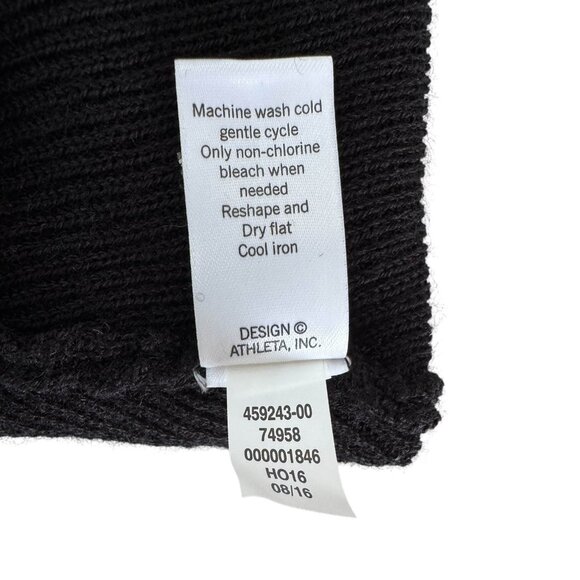 Machine wash cold
gentle cycle
Only non-chlorine
bleach when
needed
Reshape and
Dry flat
Cool iron
DESIGN ©
ATHLETA, INC.
459243-00
74958
000001846
HO16
08/16